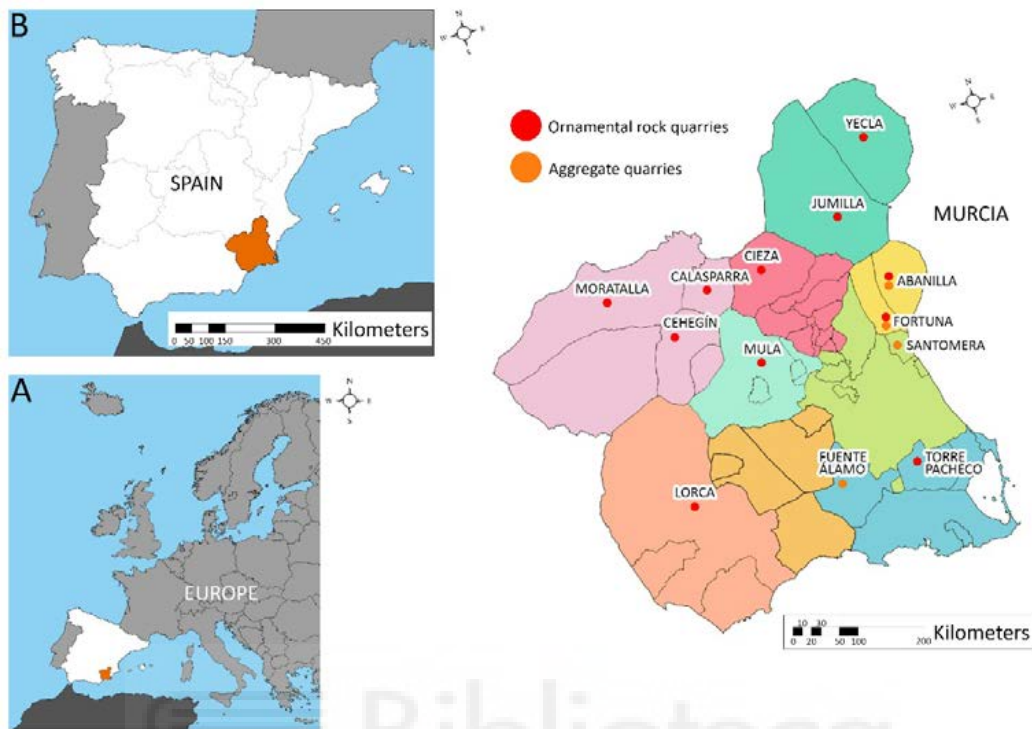 B
N
W
E
S
SPAIN
Kilometers
0 50 100 150 300 450
A
N
W
E
S
EUROPE
Ornamental rock quarries
Aggregate quarries
N
W
E
S
MURCIA
YECLA
JUMILLA
CIEZA
CALASPARRA
MORATALLA
CEHEGÍN
MULA
ABANILLA
FORTUNA
SANTOMERA
FUENTE
ÁLAMO
TORRE
PACHECO
LORCA
10 30
0 20 50 100 200
Kilometers
Biblioteca